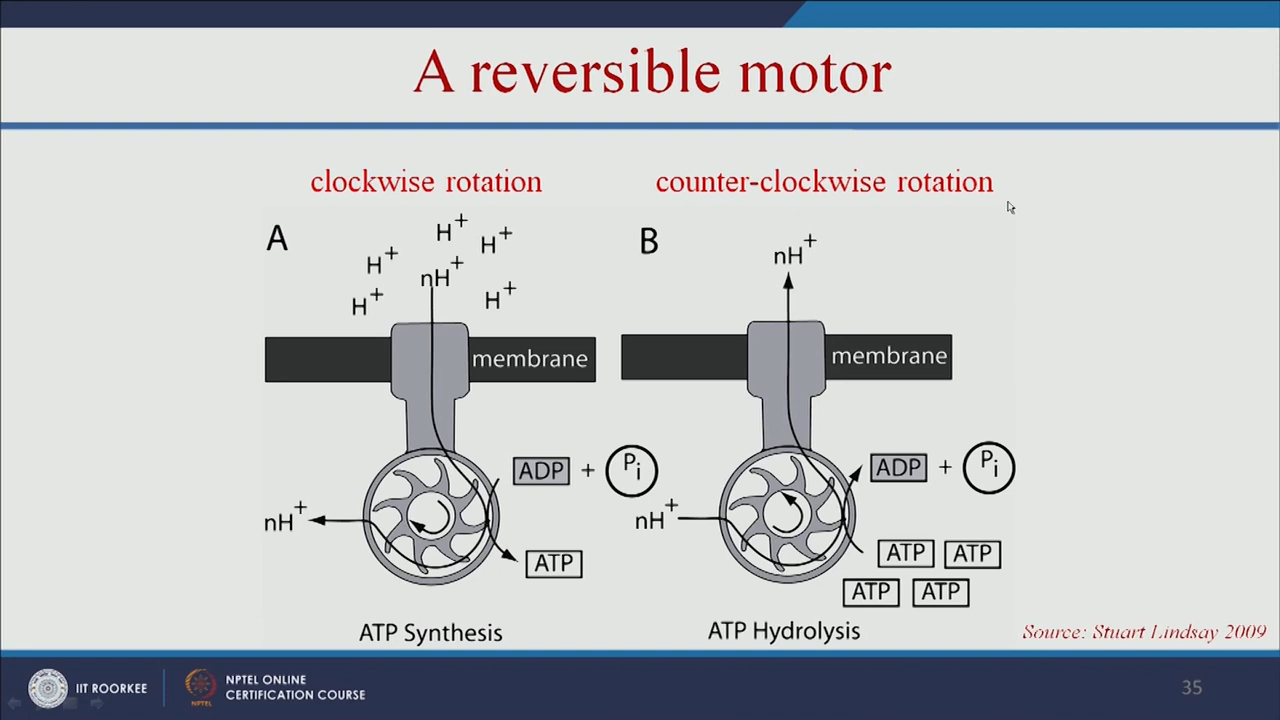 A reversible motor
clockwise rotation
counter-clockwise rotation
A
H+
H+
H+
nH+
H+
H+
membrane
ADP + Pi
nH+
ATP
ATP Synthesis
B
nH+
membrane
ADP + Pi
nH+
ATP ATP
ATP ATP
ATP Hydrolysis
Source: Stuart Lindsay 2009
IIT ROORKEE
NPTEL
NPTEL ONLINE
CERTIFICATION COURSE
35